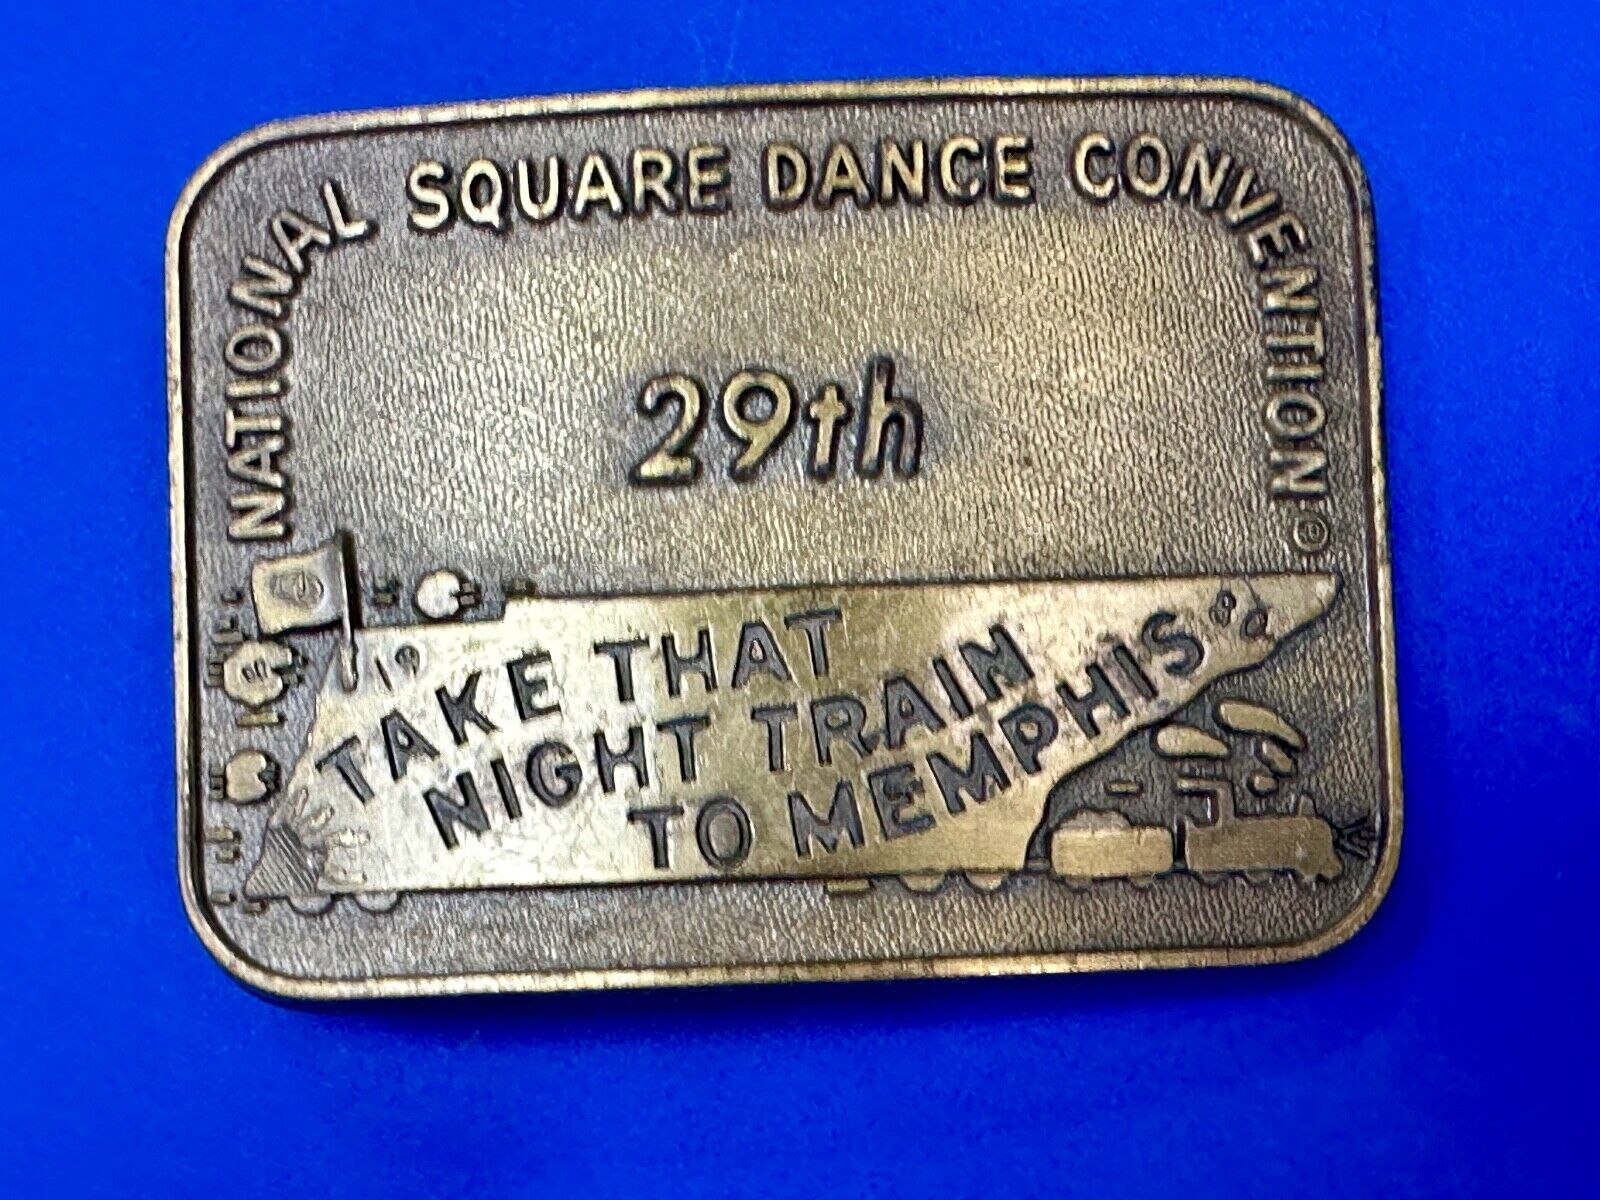 NATIONAL SQUARE DANCE CONVENTION®
29th
TAKE THAT
NIGHT TRAIN
TO MEMPHIS
19
80